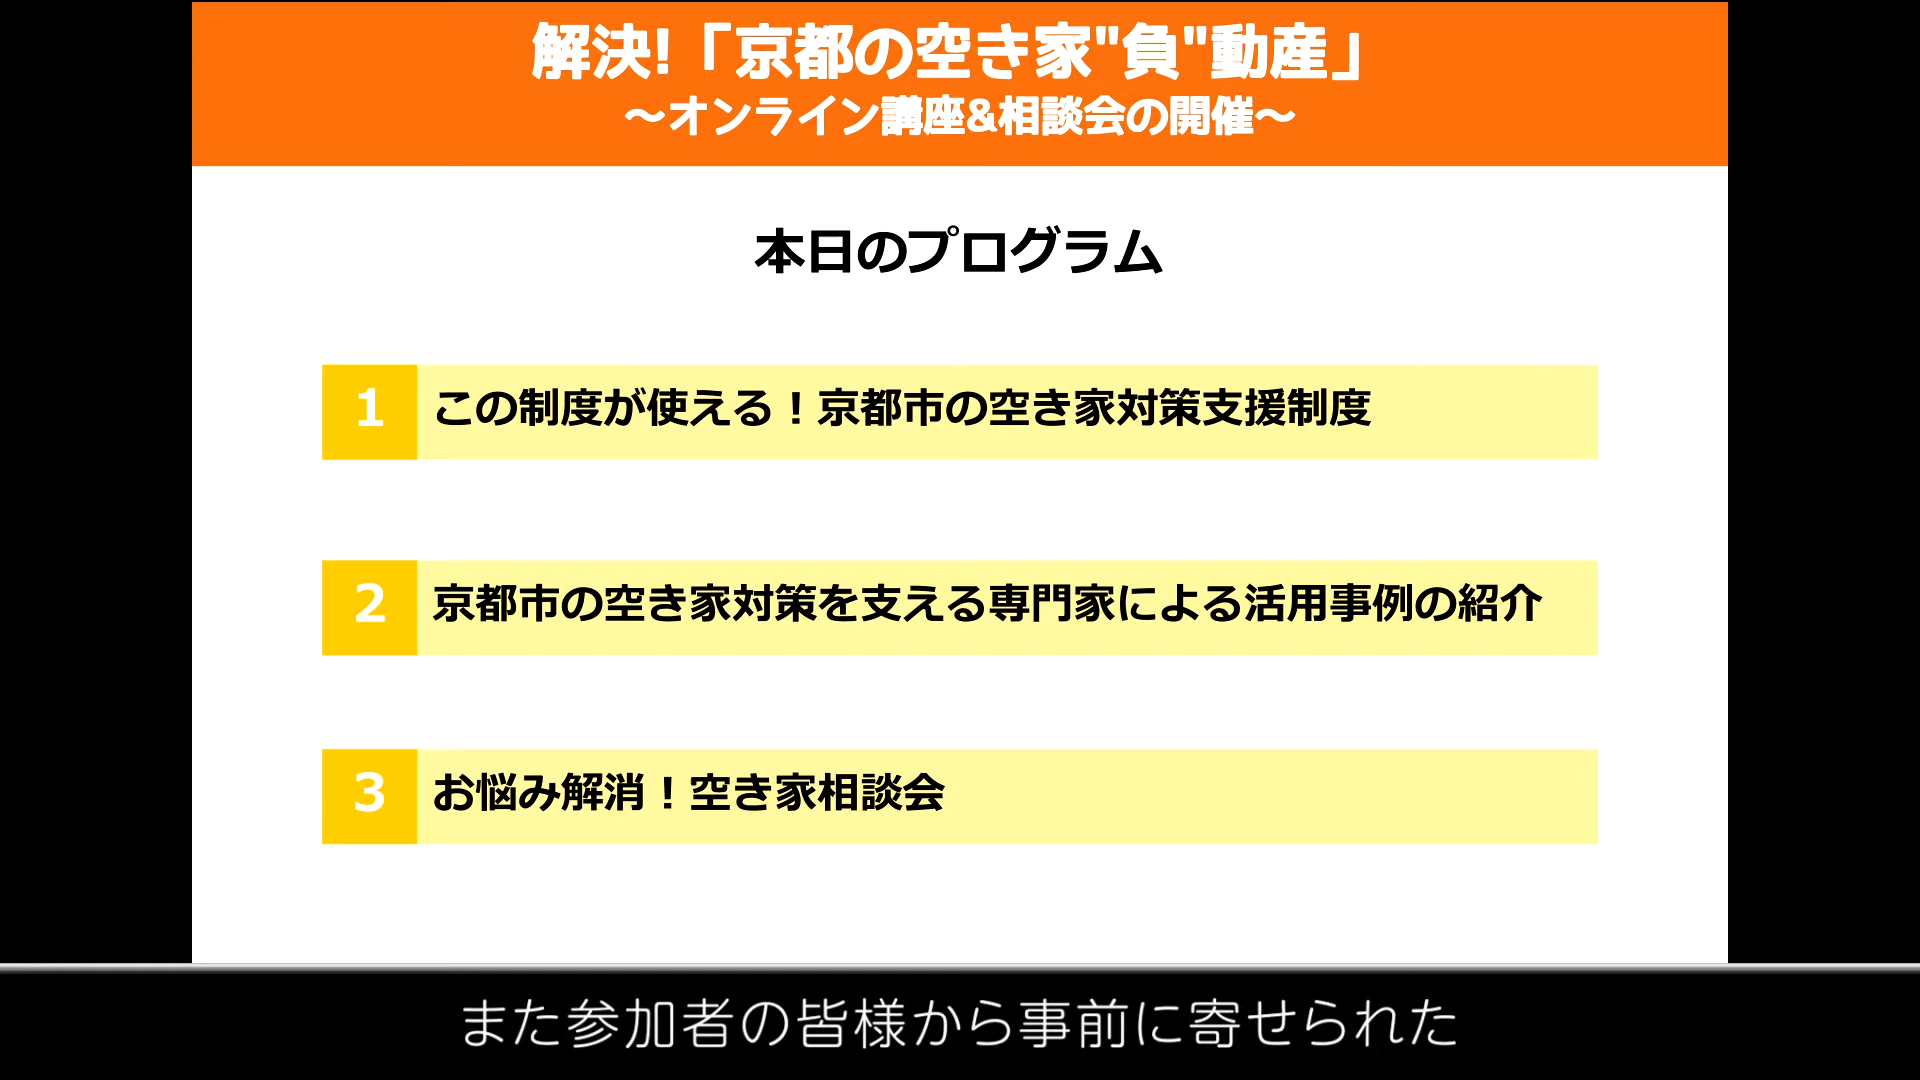 解決!「京都の空き家"負"動産」
～オンライン講座&相談会の開催～
本日のプログラム
1 この制度が使える！京都市の空き家対策支援制度
2 京都市の空き家対策を支える専門家による活用事例の紹介
3 お悩み解消！空き家相談会
また参加者の皆様から事前に寄せられた